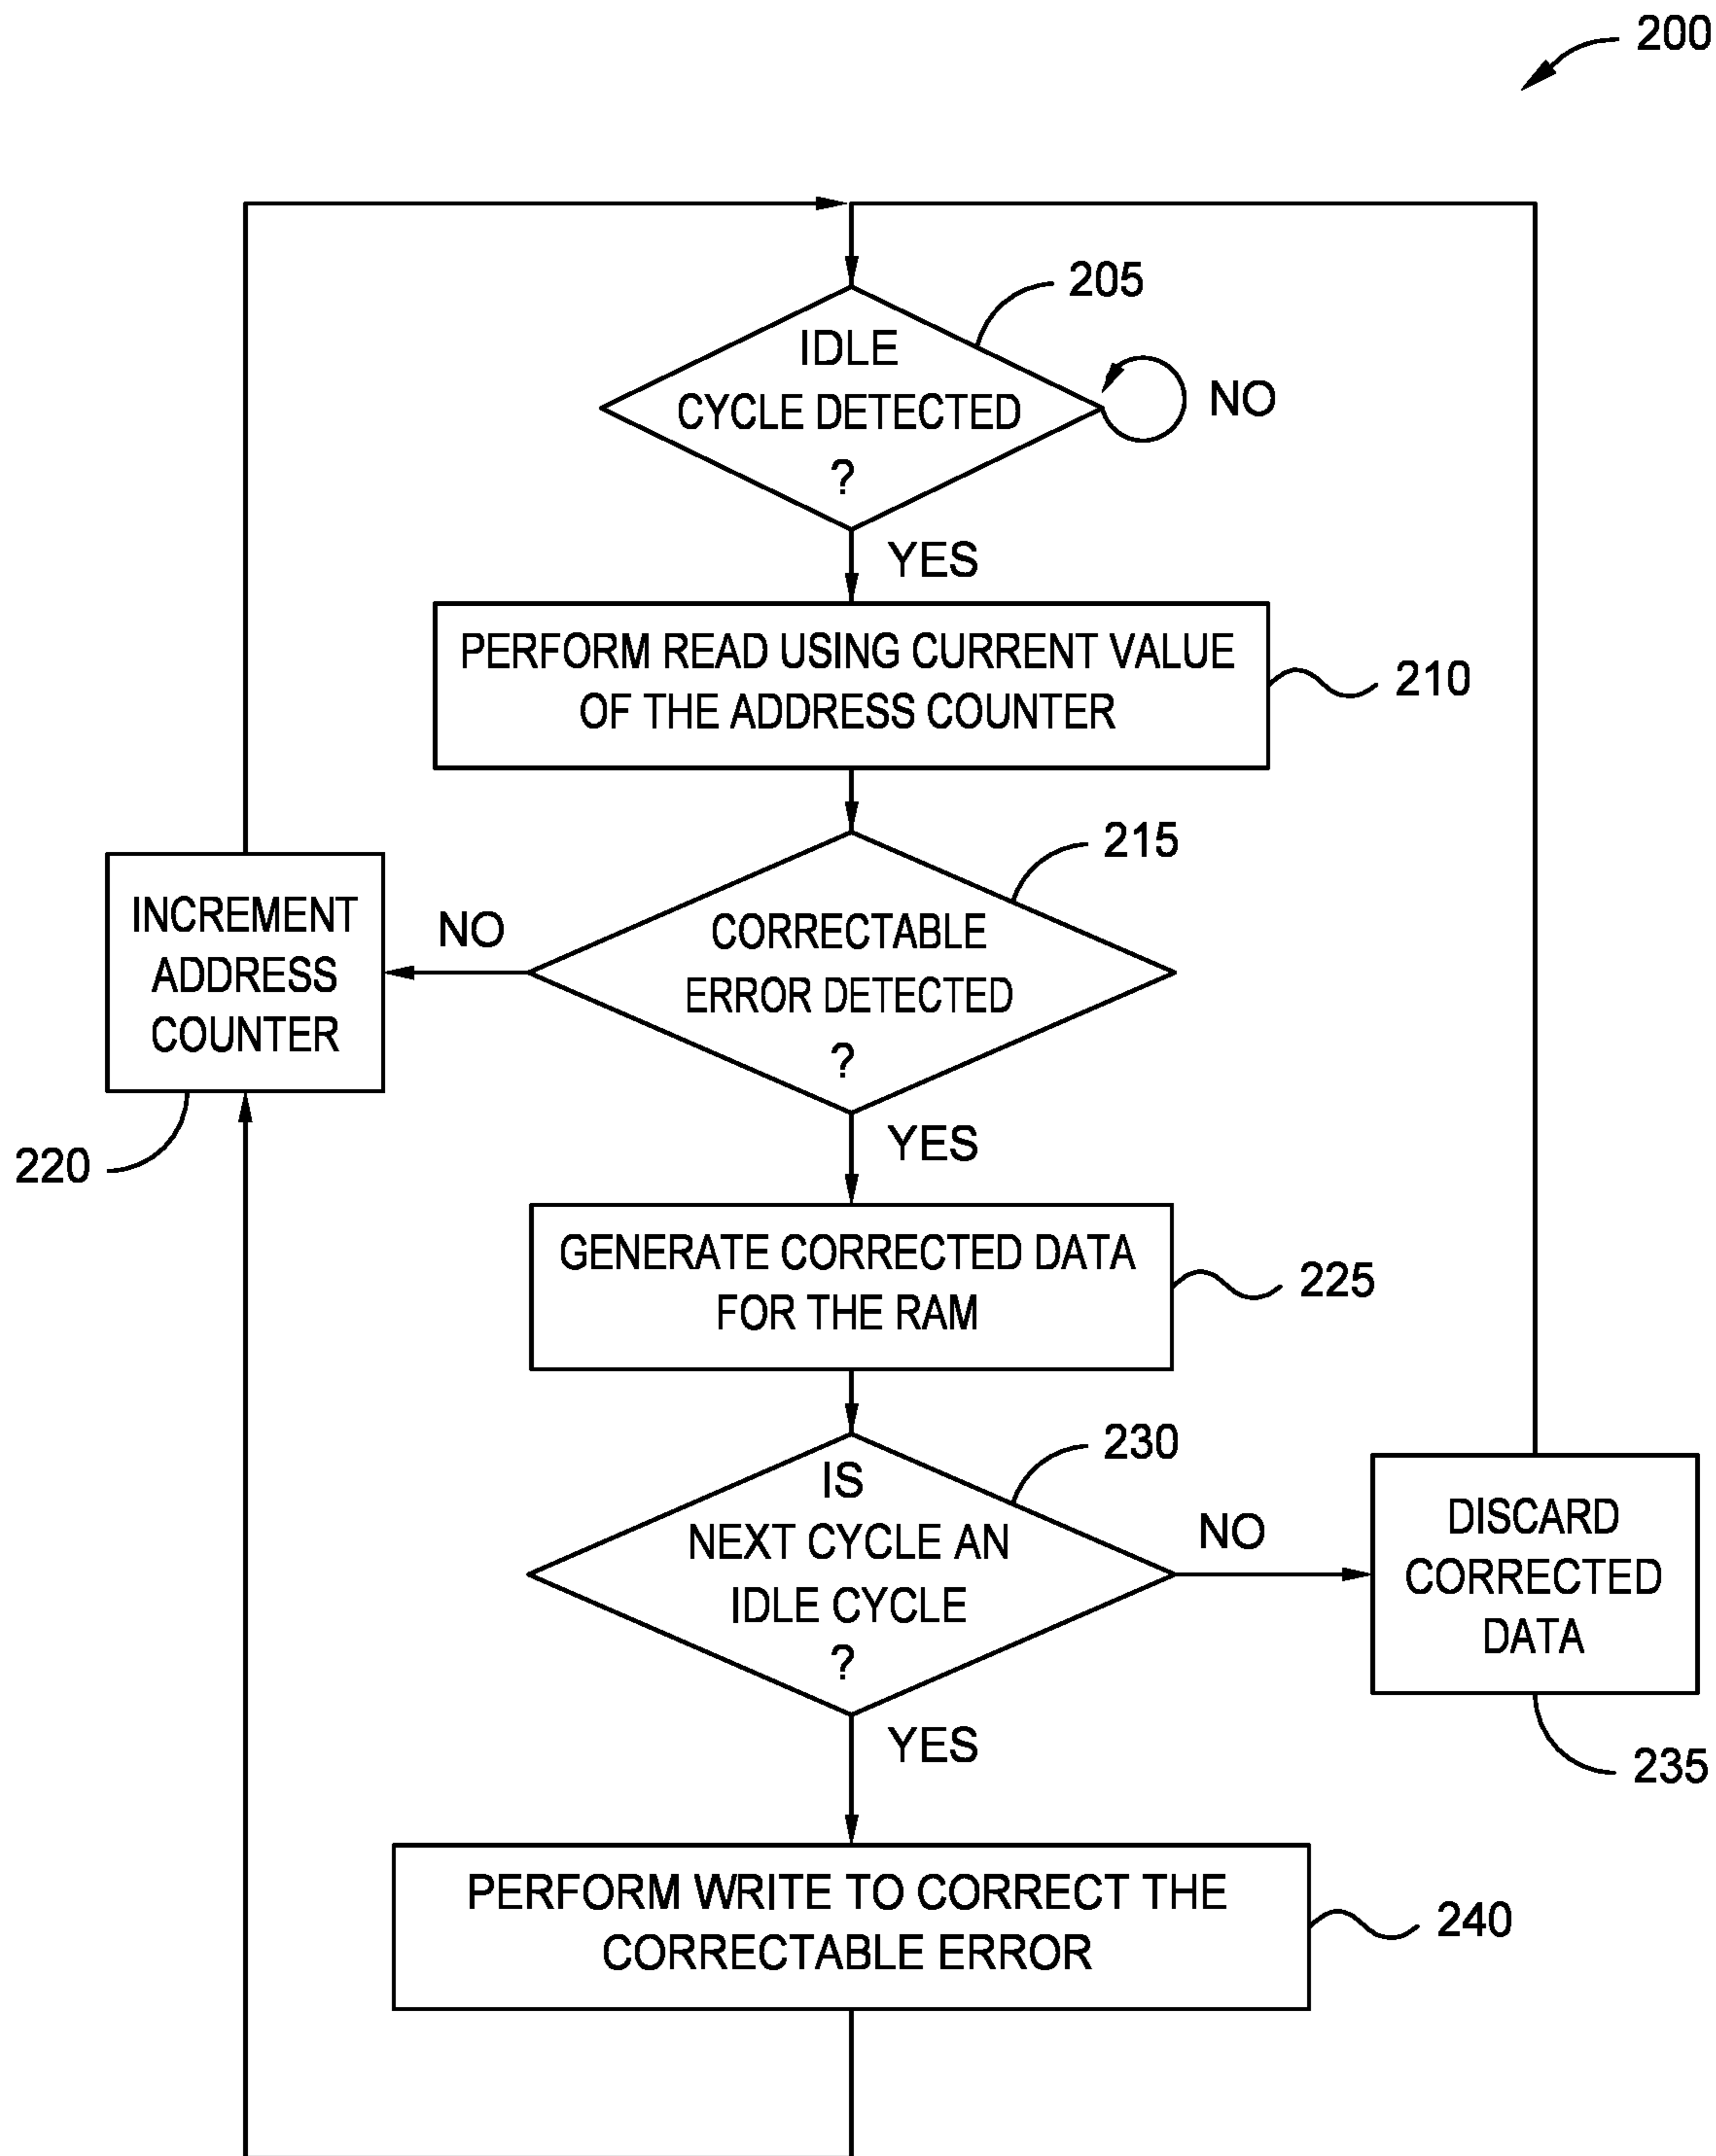 200
205
IDLE
CYCLE DETECTED
?
NO
YES
PERFORM READ USING CURRENT VALUE
OF THE ADDRESS COUNTER
210
215
CORRECTABLE
ERROR DETECTED
?
NO
INCREMENT
ADDRESS
COUNTER
220
YES
GENERATE CORRECTED DATA
FOR THE RAM
225
230
IS
NEXT CYCLE AN
IDLE CYCLE
?
NO
DISCARD
CORRECTED
DATA
235
YES
PERFORM WRITE TO CORRECT THE
CORRECTABLE ERROR
240